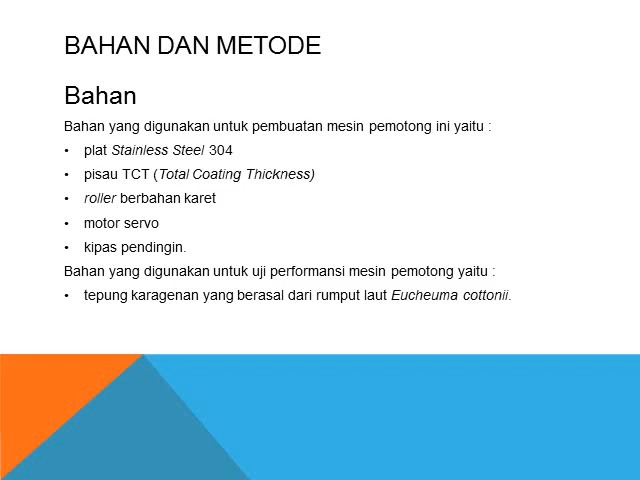 BAHAN DAN METODE
Bahan
Bahan yang digunakan untuk pembuatan mesin pemotong ini yaitu :
• plat Stainless Steel 304
• pisau TCT (Total Coating Thickness)
• roller berbahan karet
• motor servo
• kipas pendingin.
Bahan yang digunakan untuk uji performansi mesin pemotong yaitu :
• tepung karagenan yang berasal dari rumput laut Eucheuma cottonii.